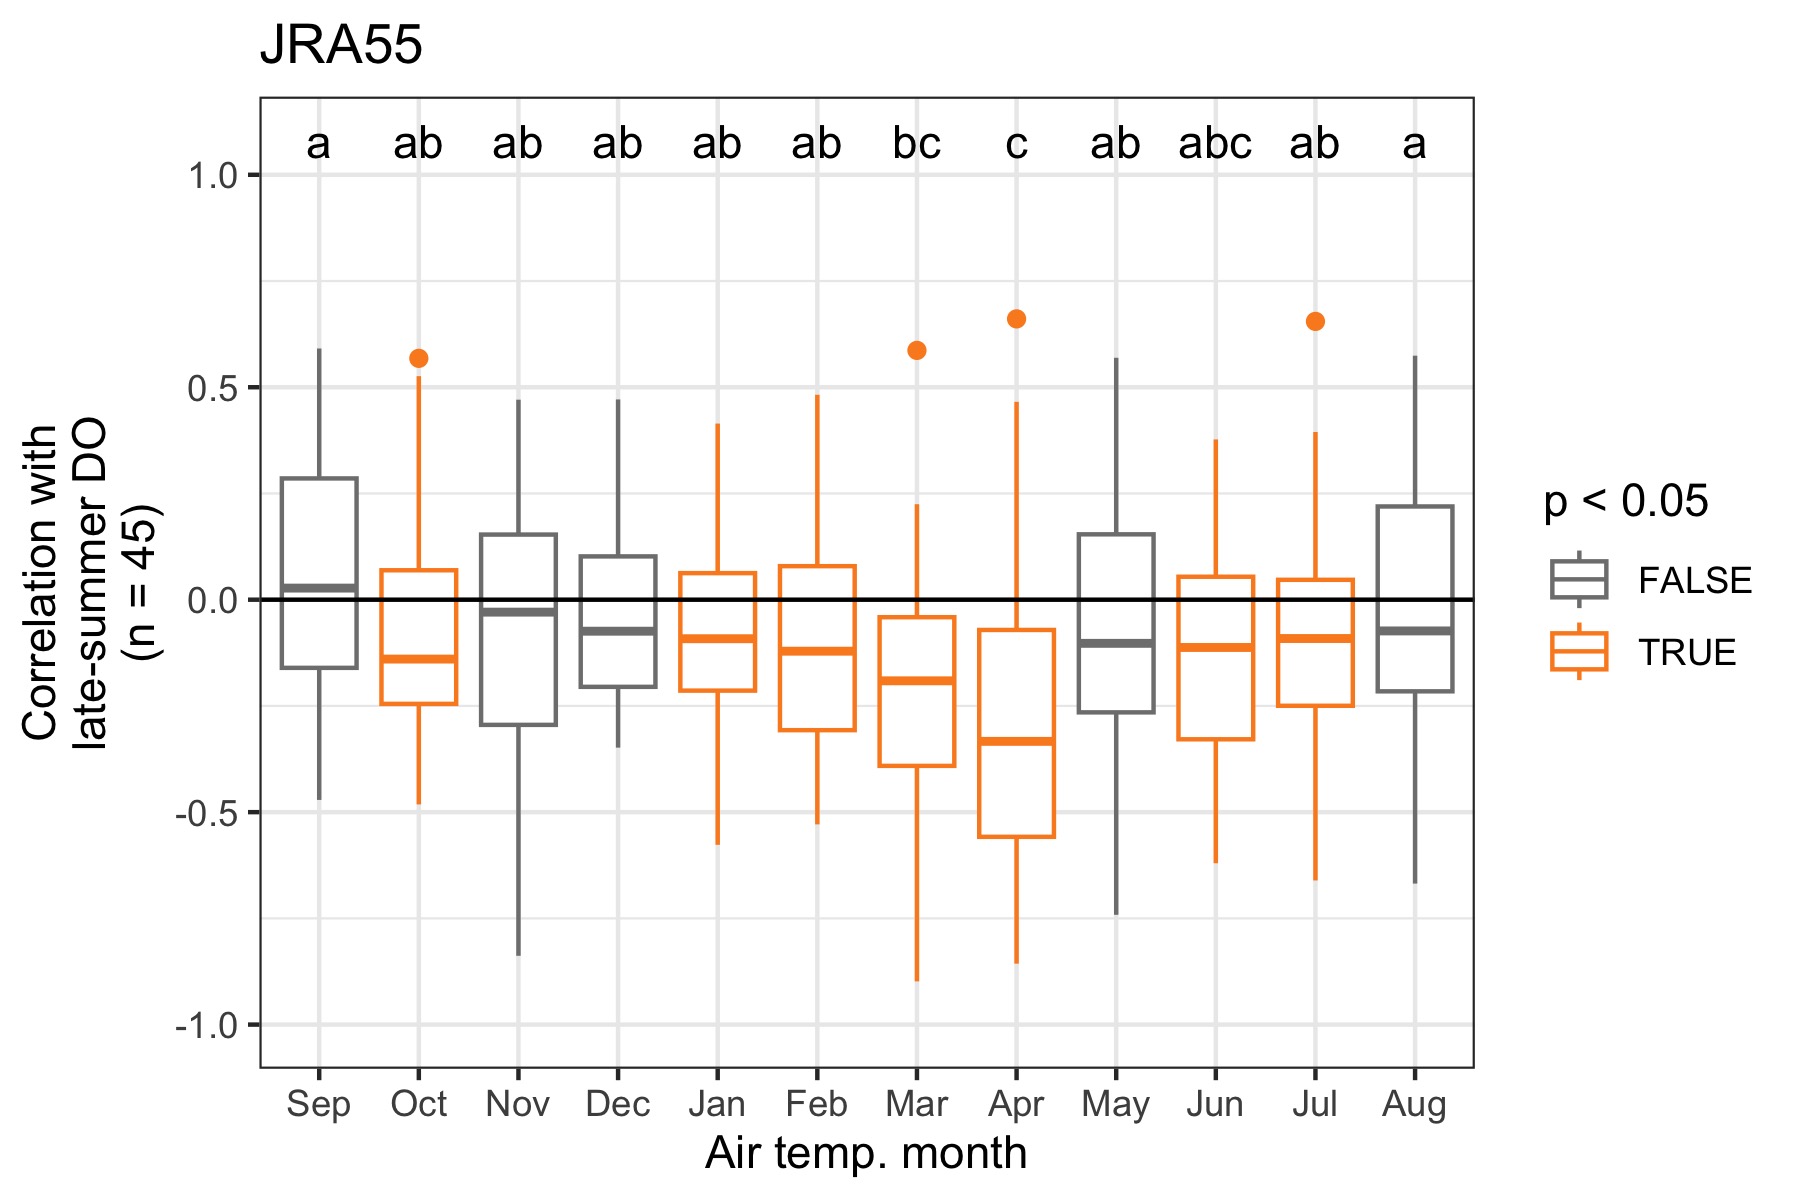 JRA55
a ab ab ab ab ab bc c ab abc ab a
1.0
0.5
0.0
-0.5
-1.0
Correlation with
late-summer DO
(n = 45)
Sep Oct Nov Dec Jan Feb Mar Apr May Jun Jul Aug
Air temp. month
p < 0.05
FALSE
TRUE